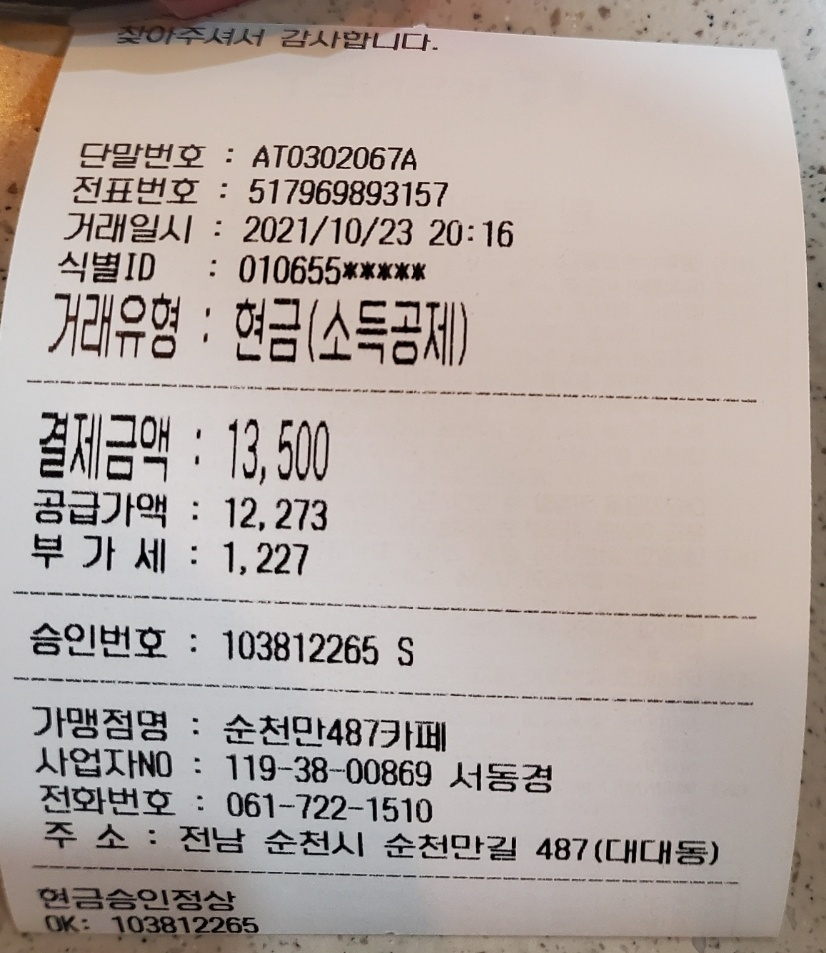 찾아주셔서 감사합니다.
단말번호 : AT0302067A
전표번호 : 517969893157
거래일시 : 2021/10/23 20:16
식별ID : 010655*****
거래유형 : 현금(소득공제)
결제금액 : 13,500
공급가액 : 12,273
부 가 세 : 1,227
승인번호 : 103812265 S
가맹점명 : 순천만487카페
사업자NO : 119-38-00869 서동경
전화번호 : 061-722-1510
주 소 : 전남 순천시 순천만길 487(대대동)
현금승인정상
OK: 103812265